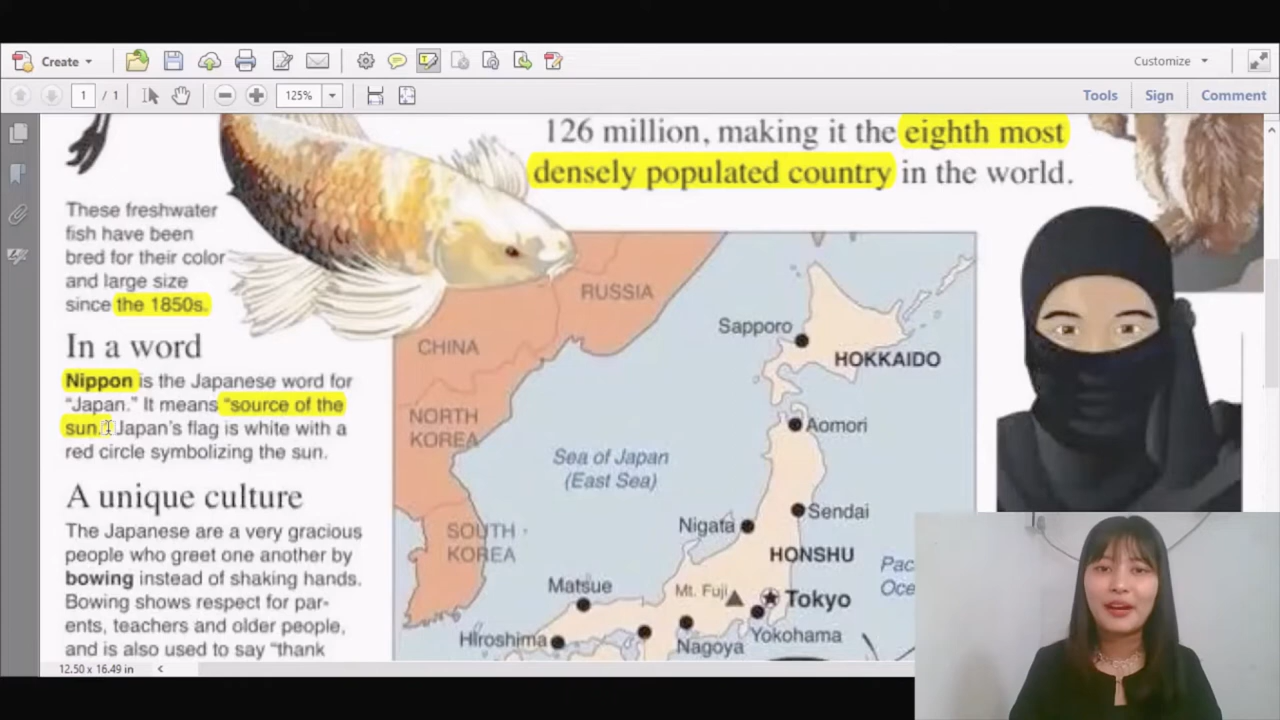 Create
Customize
1 / 1
125%
Tools
Sign
Comment
126 million, making it the eighth most
densely populated country in the world.
These freshwater
fish have been
bred for their color
and large size
since the 1850s.
In a word
Nippon is the Japanese word for
“Japan.” It means “source of the
sun.” Japan’s flag is white with a
red circle symbolizing the sun.
A unique culture
The Japanese are a very gracious
people who greet one another by
bowing instead of shaking hands.
Bowing shows respect for par-
ents, teachers and older people,
and is also used to say “thank
RUSSIA
CHINA
NORTH
KOREA
SOUTH
KOREA
Sea of Japan
(East Sea)
Sapporo
HOKKAIDO
Aomori
Sendai
Nigata
HONSHU
Pac
Oce
Matsue
Mt. Fuji
Tokyo
Hiroshima
Nagoya
Yokohama
12.50 x 16.49 in